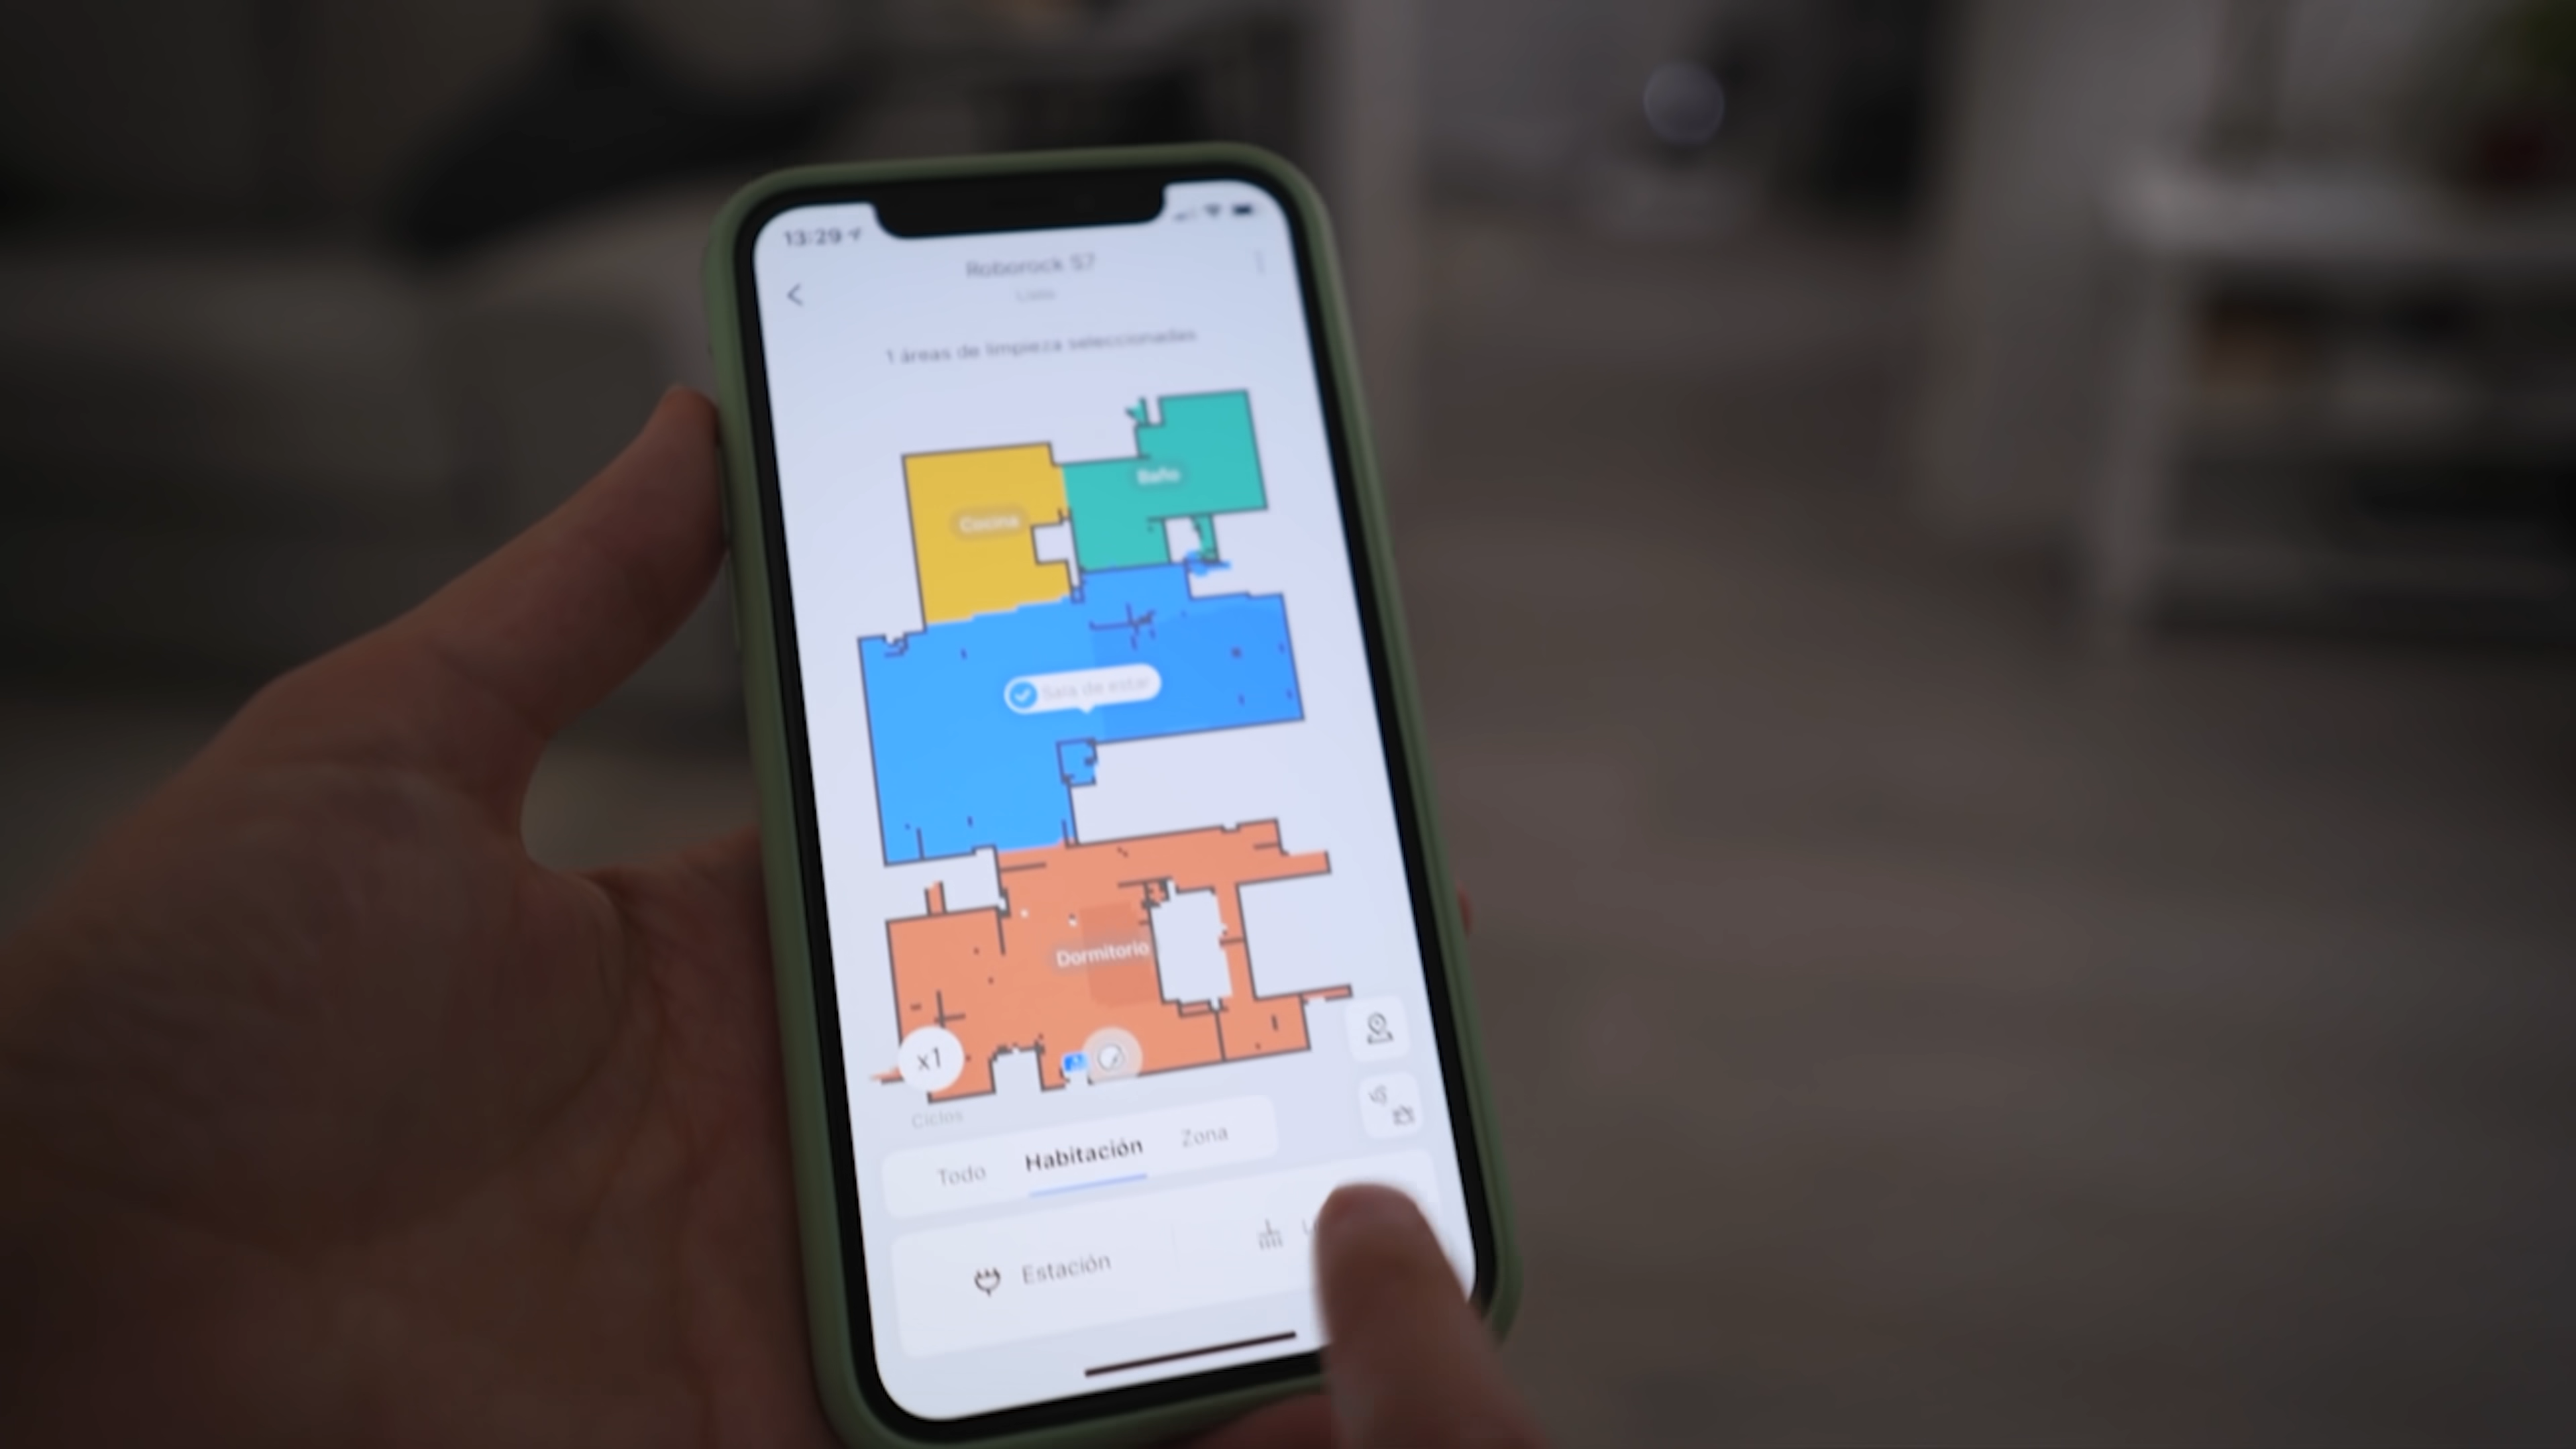 13:29
Roborock S7
Listo
1 áreas de limpieza seleccionadas
Baño
Cocina
Sala de estar
Dormitorio
x1
Ciclos
Todo Habitación Zona
Estación